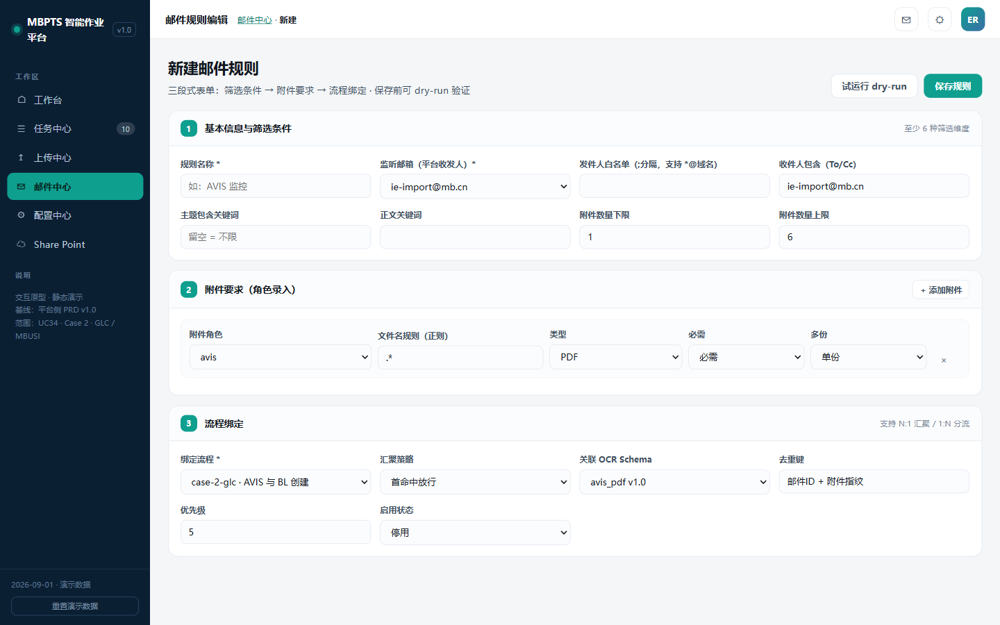 MBPTS 智能作业平台
v1.0
工作区
工作台
任务中心
10
上传中心
邮件中心
配置中心
Share Point
说明
交互原型 · 静态演示
基线：平台侧 PRD v1.0
范围：UC34 · Case 2 · GLC /
MBUSI
2026-09-01 · 演示数据
重置演示数据
邮件规则编辑
邮件中心 · 新建
ER
新建邮件规则
三段式表单：筛选条件 → 附件要求 → 流程绑定 · 保存前可 dry-run 验证
试运行 dry-run
保存规则
1 基本信息与筛选条件
至少 6 种筛选维度
规则名称 *
监听邮箱（平台收发人）*
发件人白名单（;分隔，支持 *@域名）
收件人包含（To/Cc）
如：AVIS 监控
ie-import@mb.cn
ie-import@mb.cn
主题包含关键词
正文关键词
附件数量下限
附件数量上限
留空 = 不限
1
6
2 附件要求（角色录入）
+ 添加附件
附件角色
文件名规则（正则）
类型
必需
多份
avis
.*
PDF
必需
单份
×
3 流程绑定
支持 N:1 汇聚 / 1:N 分流
绑定流程 *
汇聚策略
关联 OCR Schema
去重键
case-2-glc · AVIS 与 BL 创建
首命中放行
avis_pdf v1.0
邮件ID + 附件指纹
优先级
启用状态
5
停用